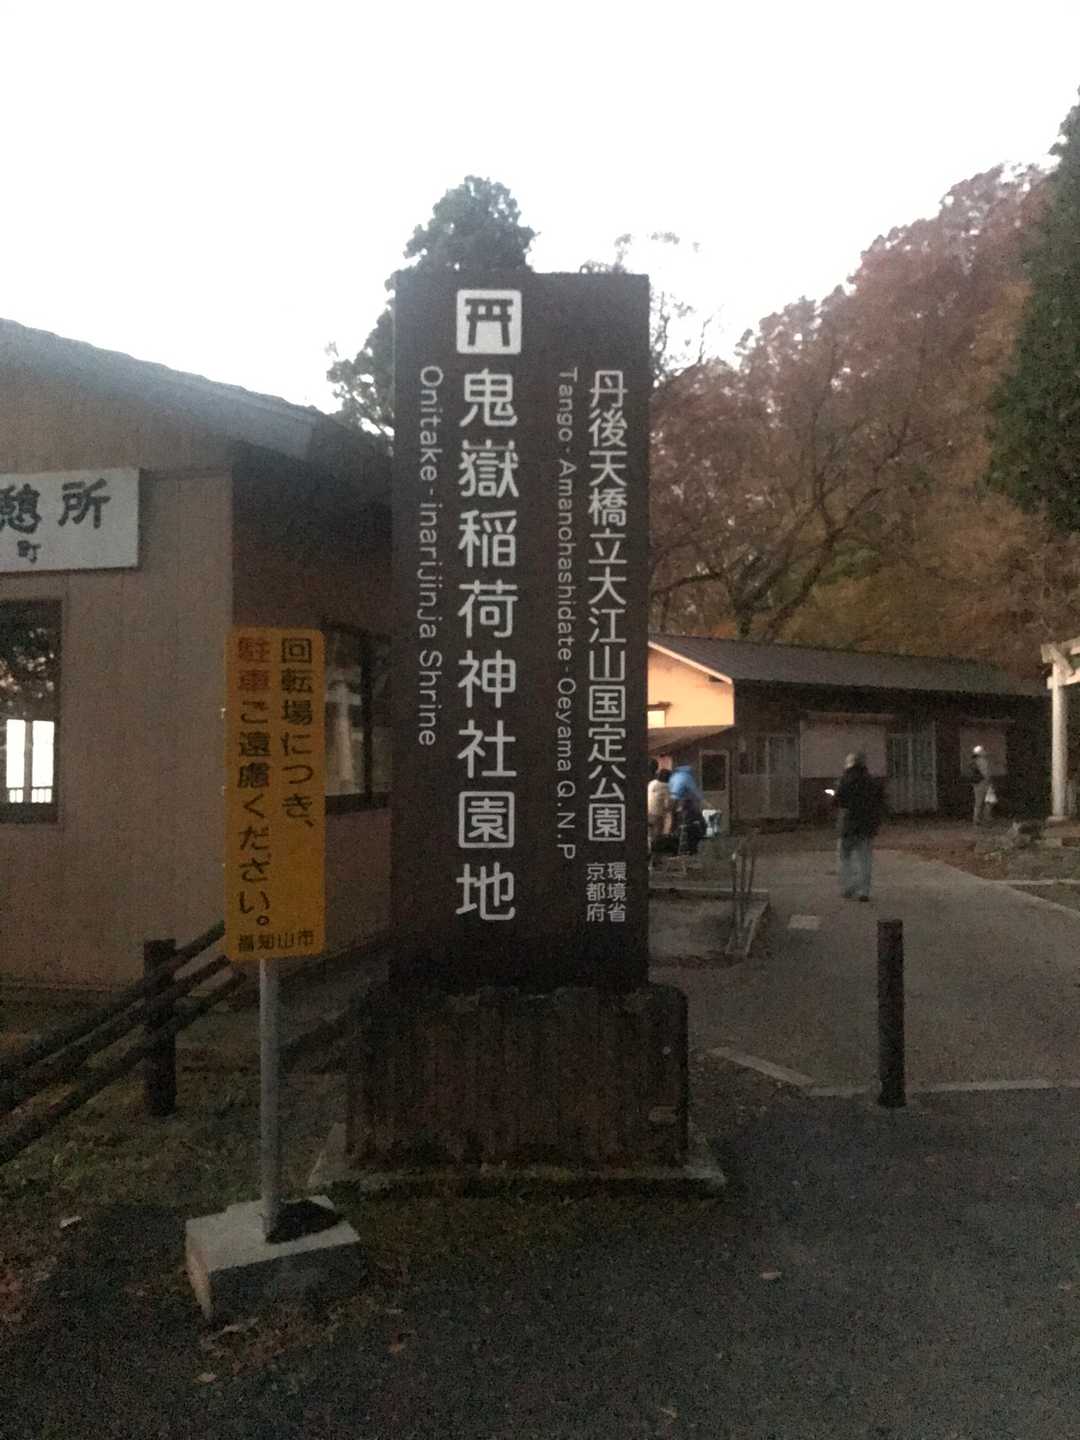 丹後天橋立大江山国定公園
環境省
京都府
Tango・Amanohashidate・Oeyama Q.N.P
鬼嶽稲荷神社園地
Onitake-inarijinja Shrine
回転場につき、
駐車ご遠慮ください。
福知山市
憩所
町